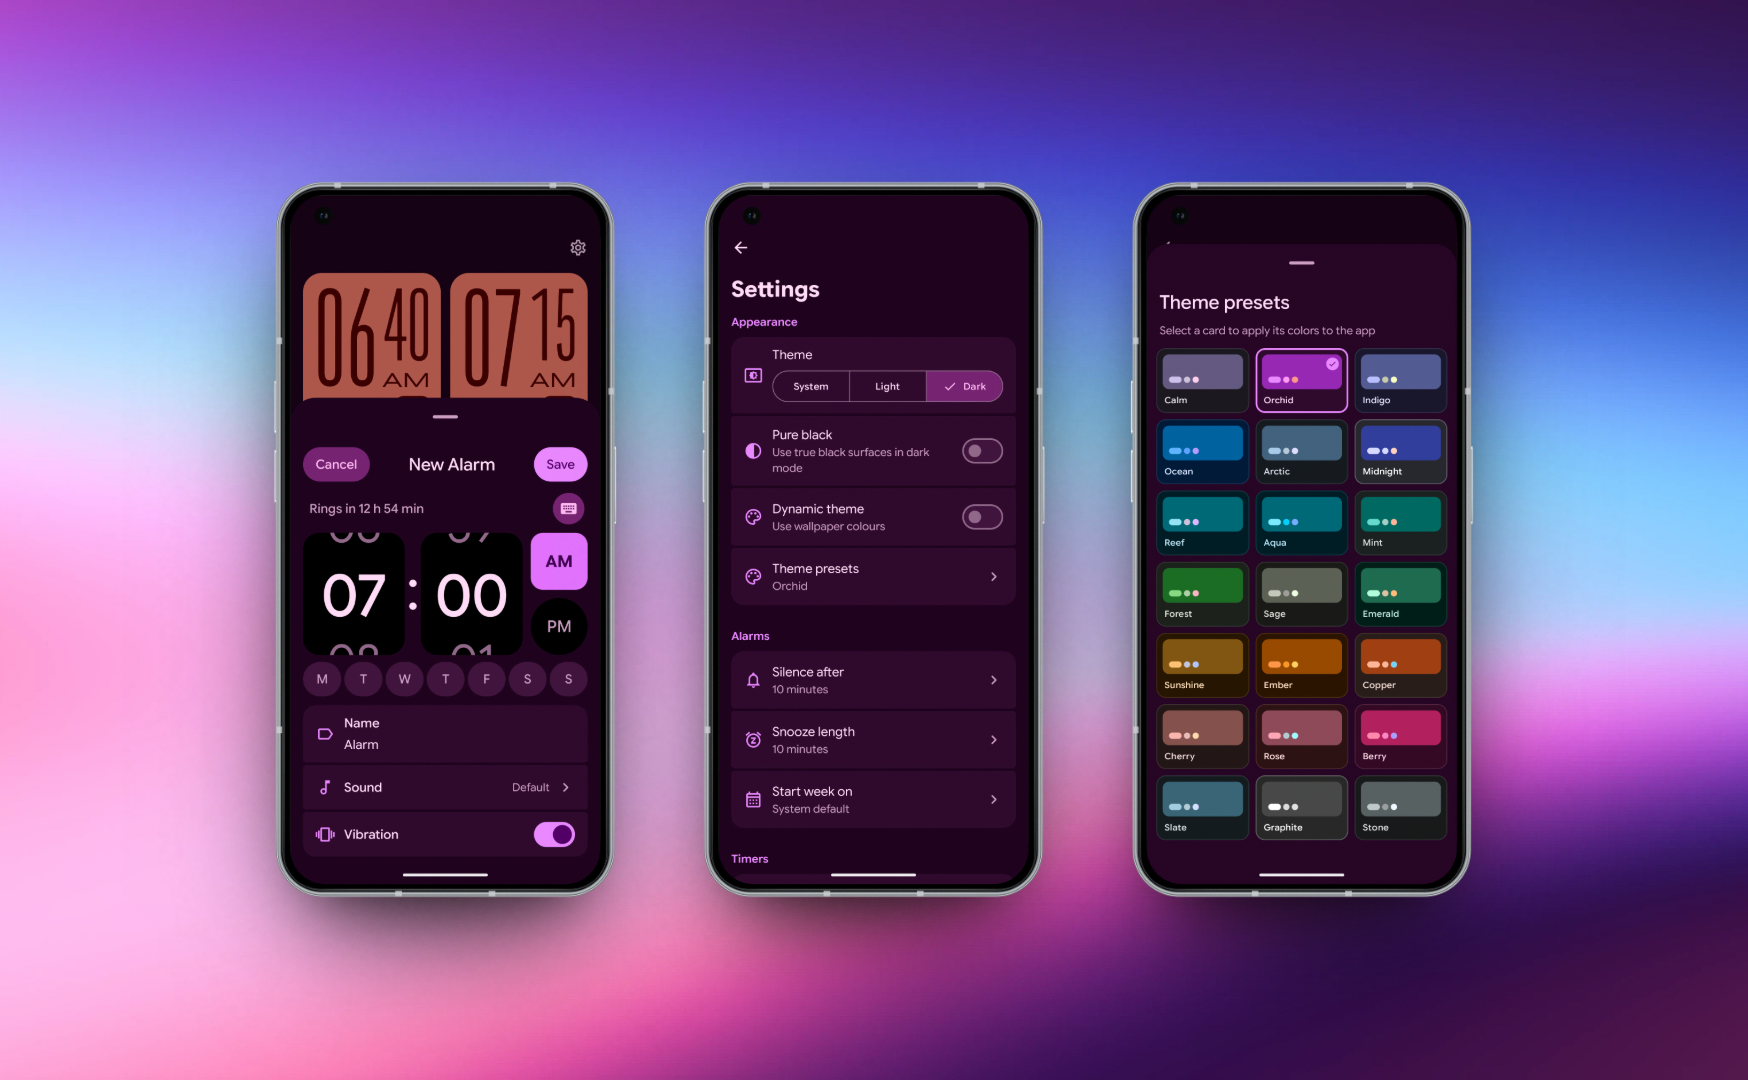 06 40
AM
07 15
AM
Cancel
New Alarm
Save
Rings in 12 h 54 min
07 : 00
AM
PM
M T W T F S S
Name
Alarm
Sound
Default
Vibration
Settings
Appearance
Theme
System
Light
Dark
Pure black
Use true black surfaces in dark
mode
Dynamic theme
Use wallpaper colours
Theme presets
Orchid
Alarms
Silence after
10 minutes
Snooze length
10 minutes
Start week on
System default
Timers
Theme presets
Select a card to apply its colors to the app
Calm
Orchid
Indigo
Ocean
Arctic
Midnight
Reef
Aqua
Mint
Forest
Sage
Emerald
Sunshine
Ember
Copper
Cherry
Rose
Berry
Slate
Graphite
Stone